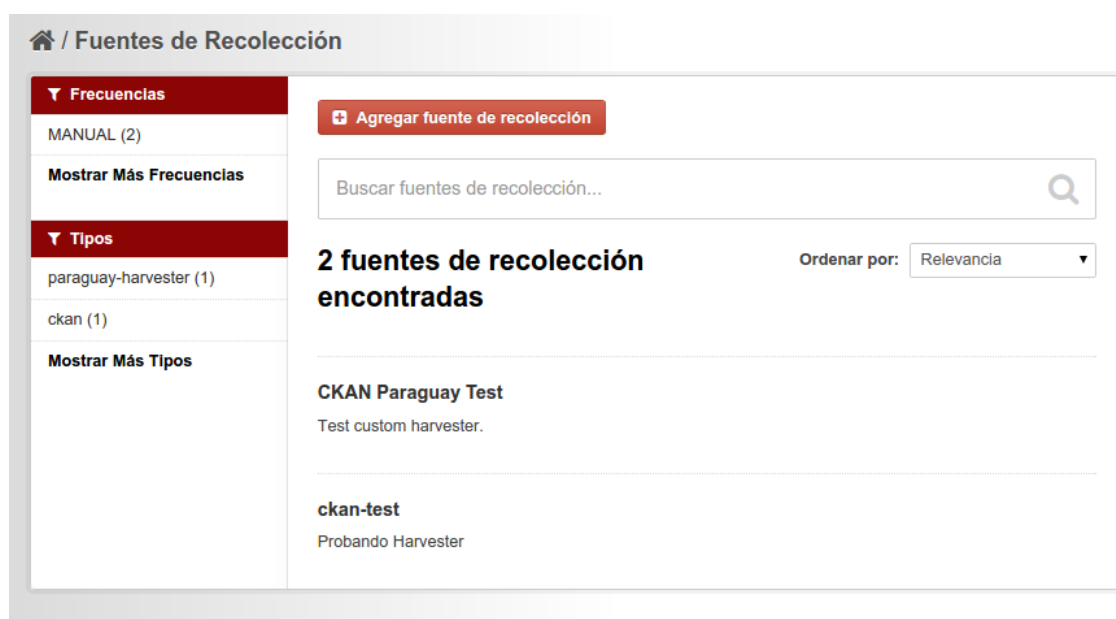 / Fuentes de Recolección
Frecuencias
MANUAL (2)
Mostrar Más Frecuencias
Tipos
paraguay-harvester (1)
ckan (1)
Mostrar Más Tipos
Agregar fuente de recolección
Buscar fuentes de recolección...
2 fuentes de recolección
encontradas
Ordenar por: Relevancia
CKAN Paraguay Test
Test custom harvester.
ckan-test
Probando Harvester